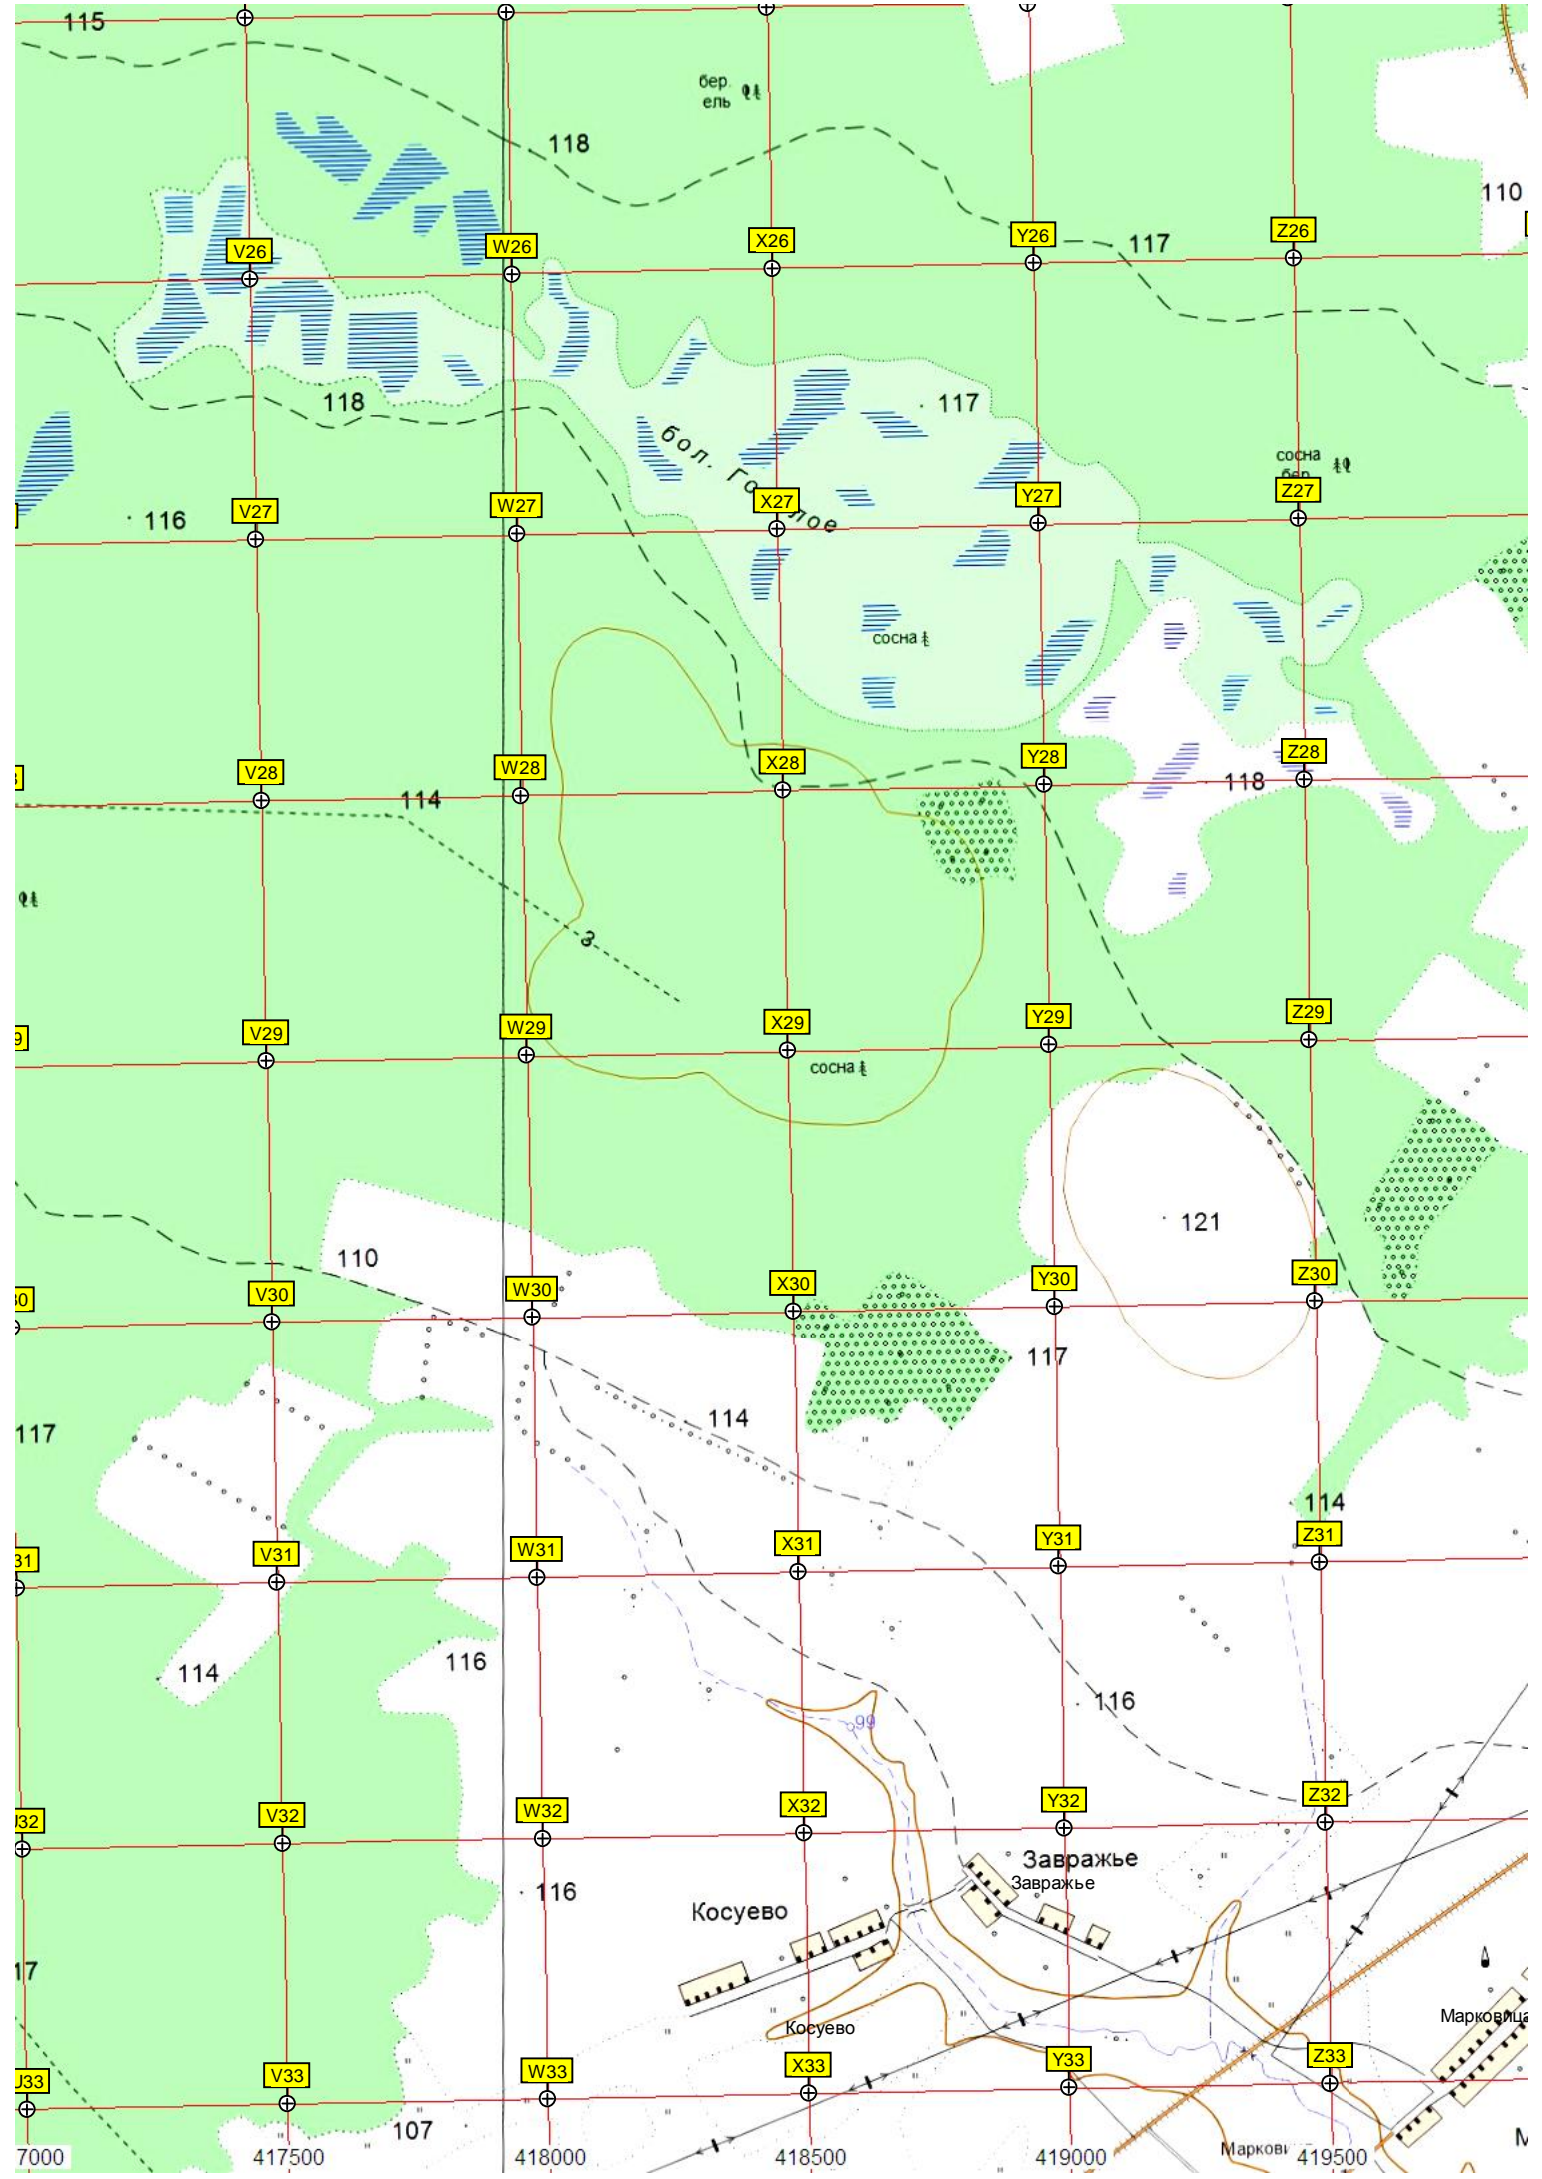 115
бер.
ель
118
110
V26
W26
X26
Y26
Z26
117
118
117
сосна
бол.
V27
W27
X27
Y27
Z27
116
сосна
V28
W28
X28
Y28
Z28
114
118
3
V29
W29
X29
Y29
Z29
сосна
121
110
V30
W30
X30
Y30
Z30
117
114
117
114
V31
W31
X31
Y31
Z31
116
114
116
99
V32
W32
X32
Y32
Z32
Завражье
Завражье
116
Косуево
Косуево
V33
W33
X33
Y33
Z33
107
7000
417500
418000
418500
419000
419500